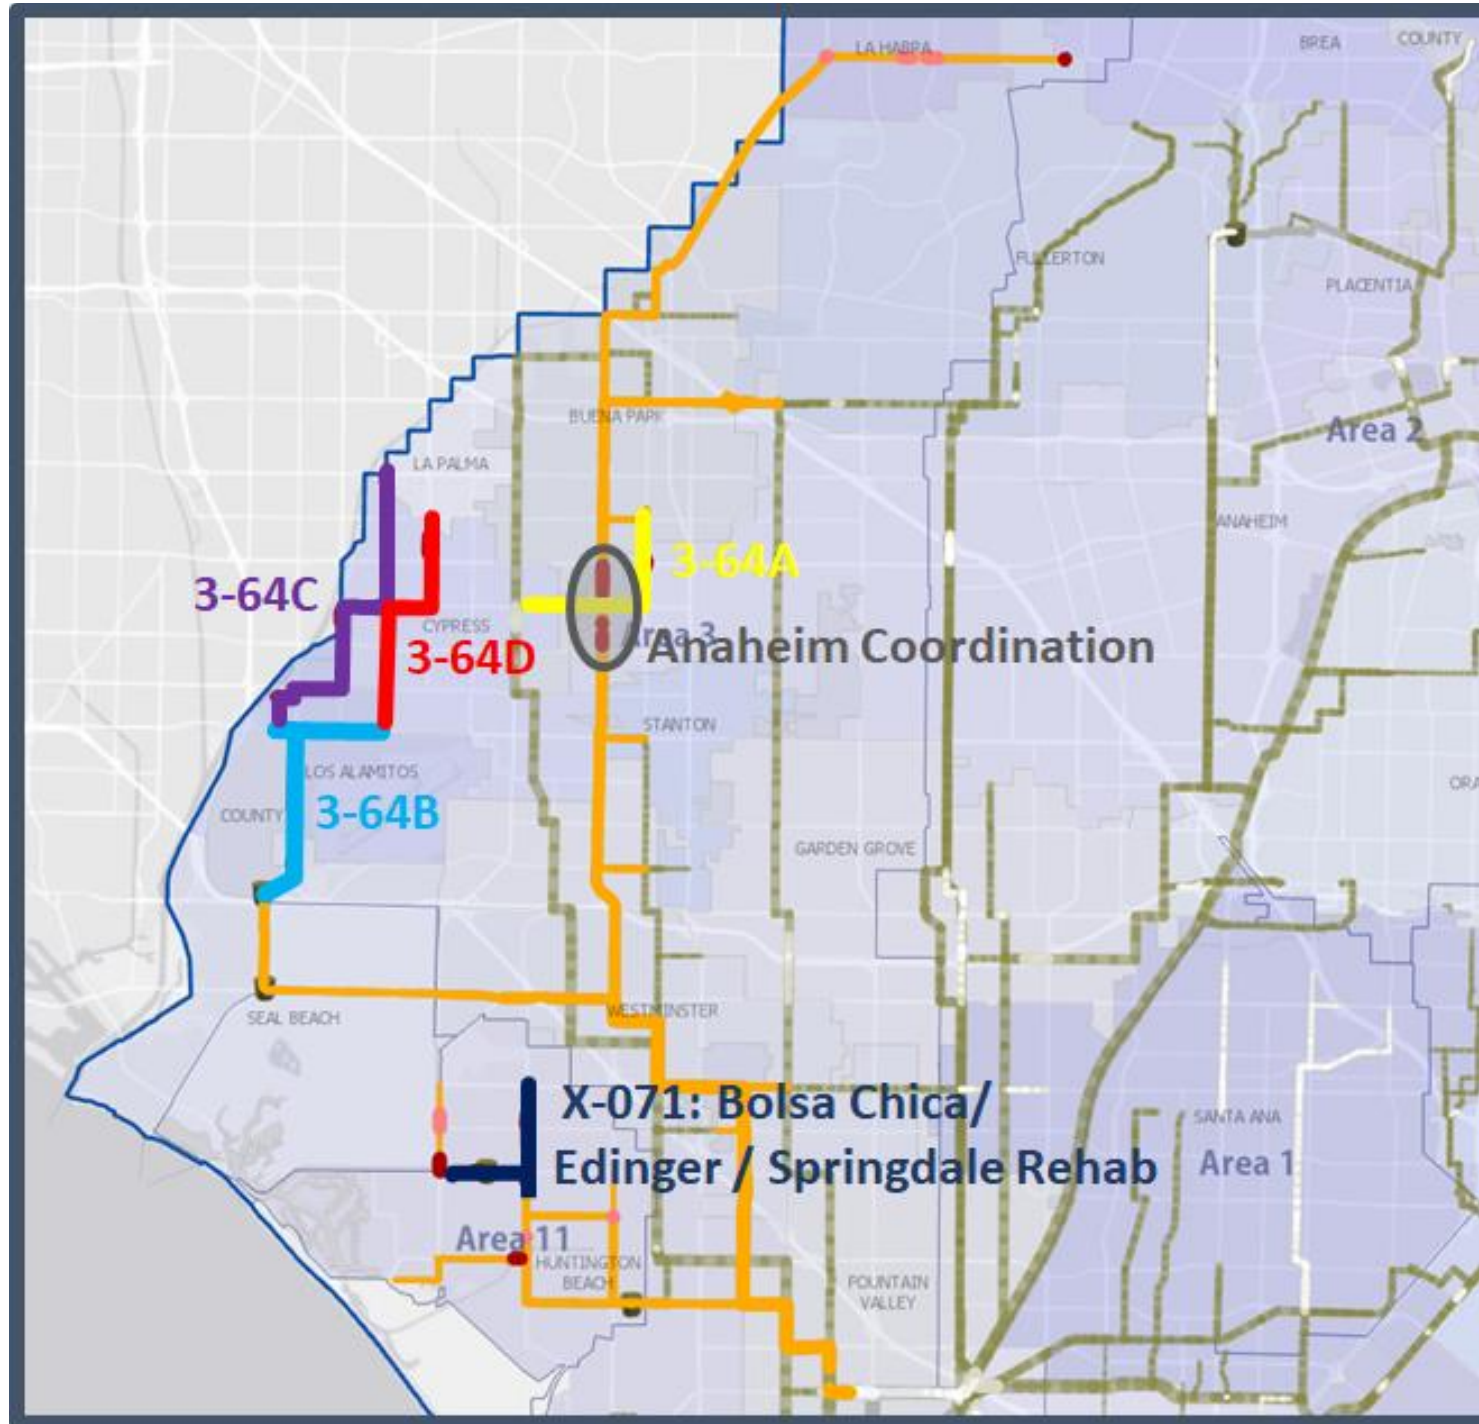 LA HABRA
BREA
COUNTY
FULLERTON
PLACENTIA
BUENA PARK
Area 2
LA PALMA
ANAHEIM
3-64A
3-64C
CYPRESS
Area 3
3-64D
Anaheim Coordination
STANTON
LOS ALAMITOS
COUNTY
3-64B
GARDEN GROVE
SEAL BEACH
WESTMINSTER
X-071: Bolsa Chica/
Edinger / Springdale Rehab
SANTA ANA
Area 1
Area 11
HUNTINGTON
BEACH
FOUNTAIN
VALLEY